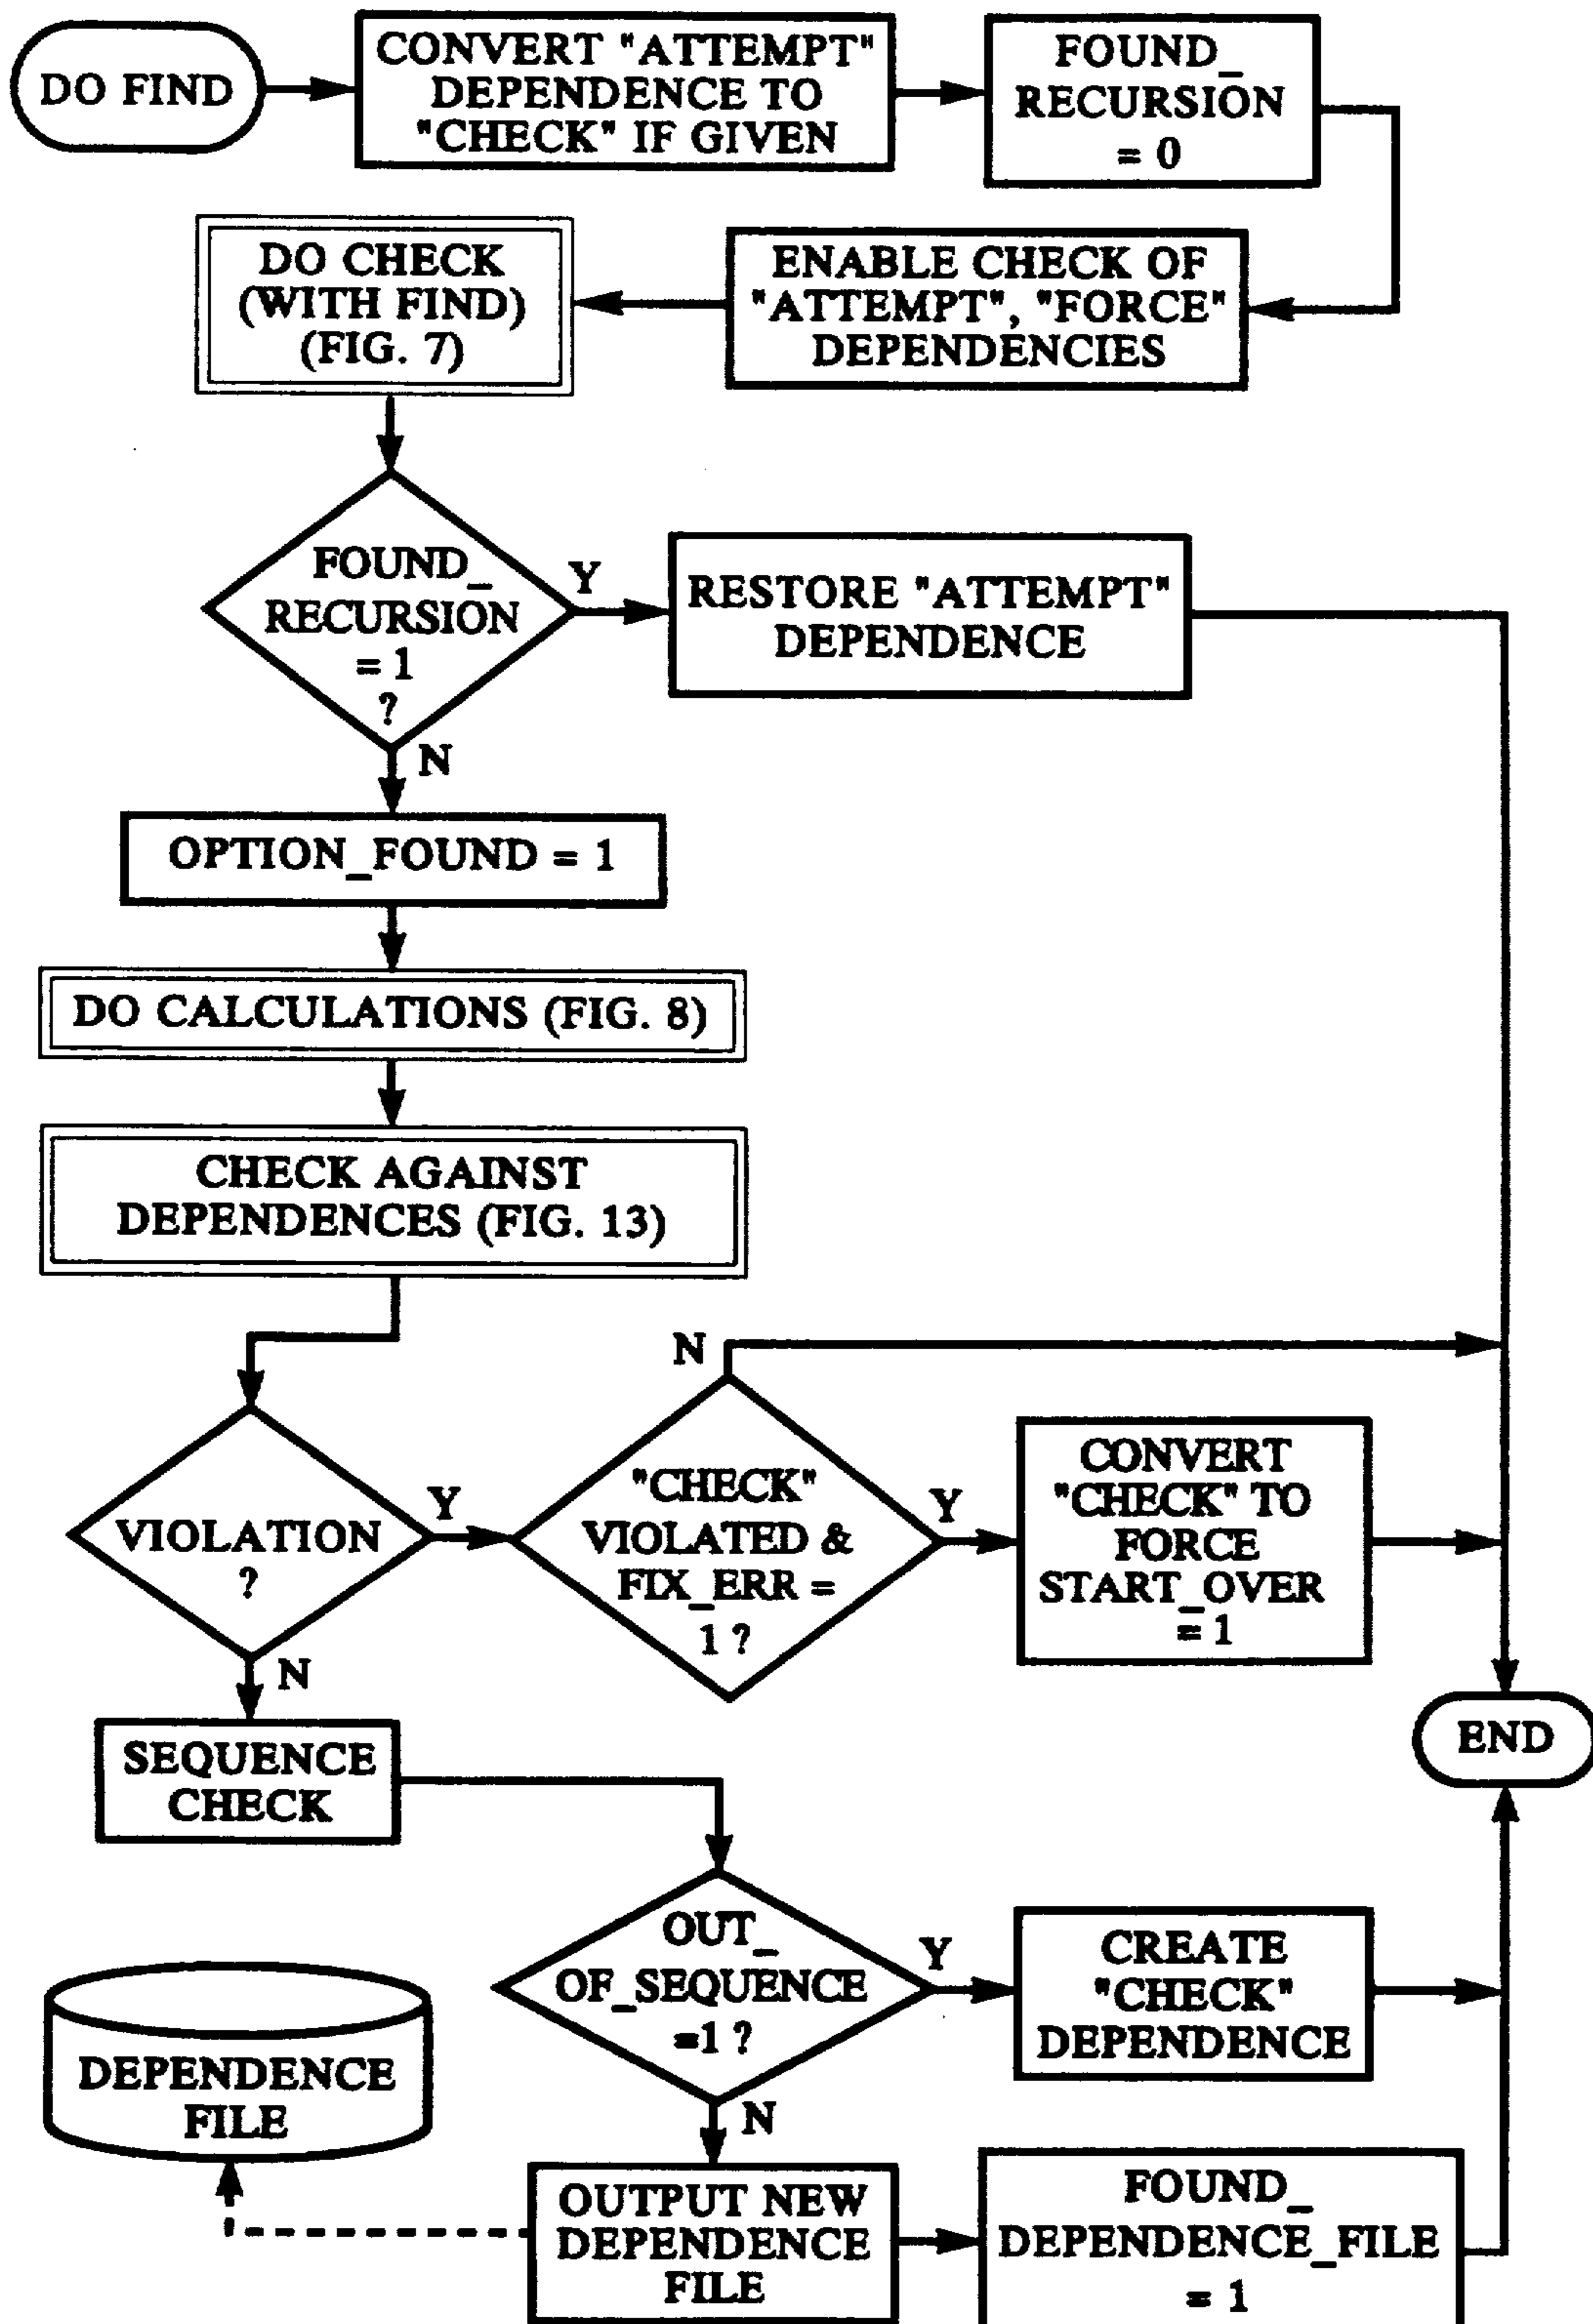 DO FIND
CONVERT "ATTEMPT"
DEPENDENCE TO
"CHECK" IF GIVEN
FOUND_
RECURSION
= 0
DO CHECK
(WITH FIND)
(FIG. 7)
ENABLE CHECK OF
"ATTEMPT", "FORCE"
DEPENDENCIES
FOUND_
RECURSION
= 1
?
Y
RESTORE "ATTEMPT"
DEPENDENCE
N
OPTION_FOUND = 1
DO CALCULATIONS (FIG. 8)
CHECK AGAINST
DEPENDENCES (FIG. 13)
N
VIOLATION
?
Y
"CHECK"
VIOLATED &
FIX_ERR =
1 ?
Y
CONVERT
"CHECK" TO
FORCE
START_OVER
= 1
N
END
SEQUENCE
CHECK
OUT_
OF_SEQUENCE
=1 ?
Y
CREATE
"CHECK"
DEPENDENCE
DEPENDENCE
FILE
N
OUTPUT NEW
DEPENDENCE
FILE
FOUND_
DEPENDENCE_FILE
= 1